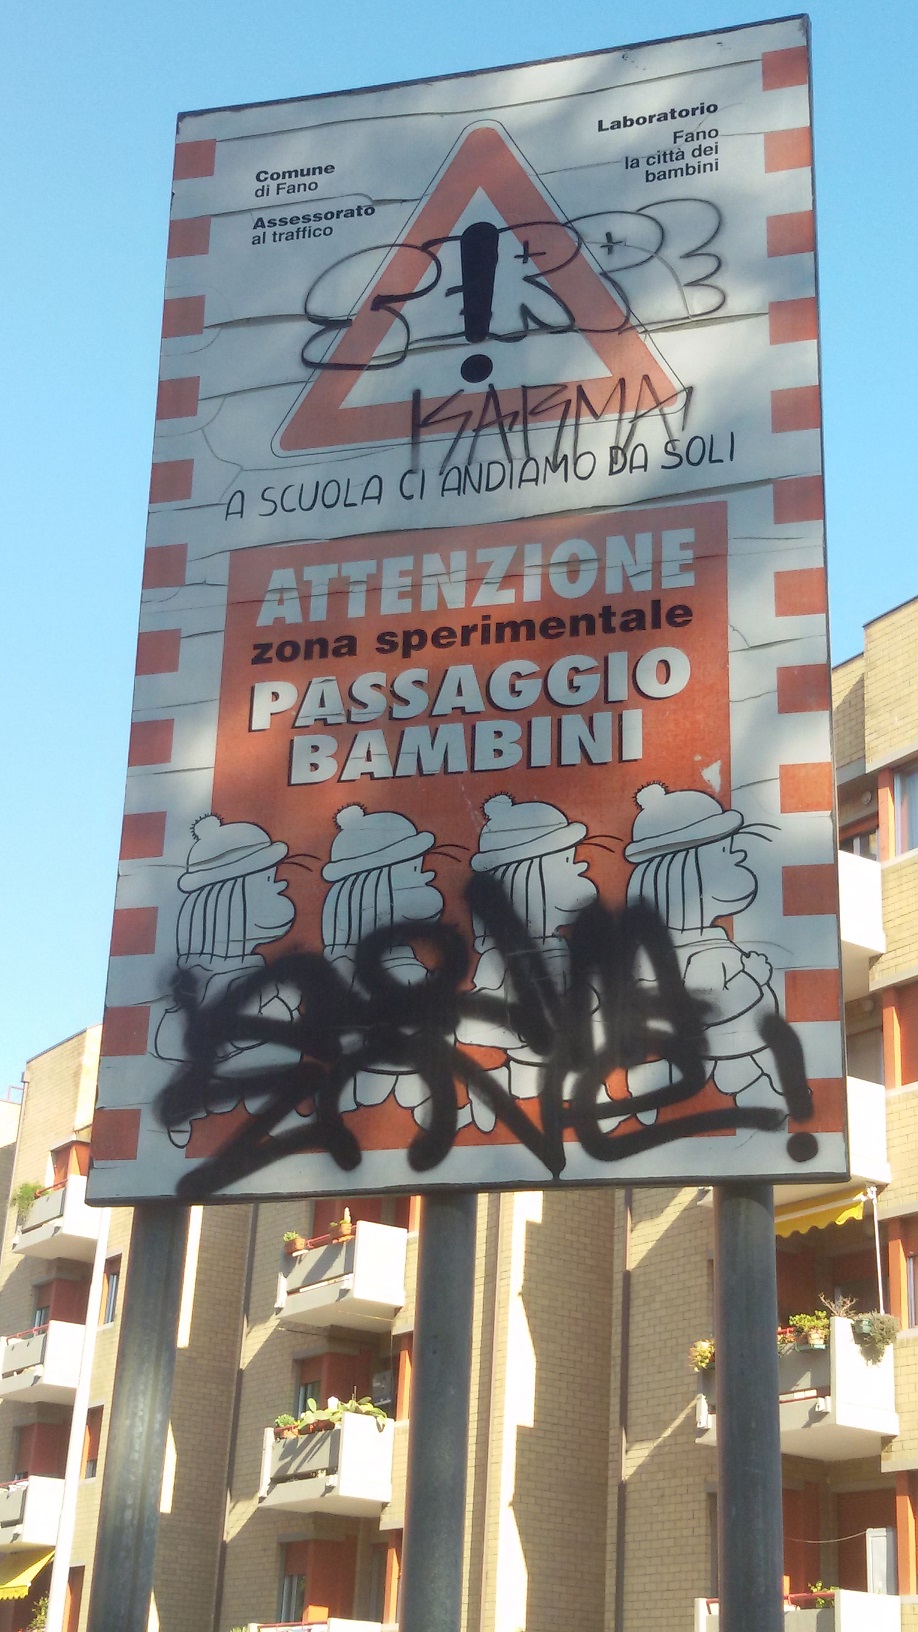 Comune
di Fano
Assessorato
al traffico
Laboratorio
Fano
la città dei
bambini
!
KARMA
A SCUOLA CI ANDIAMO DA SOLI
ATTENZIONE
zona sperimentale
PASSAGGIO
BAMBINI